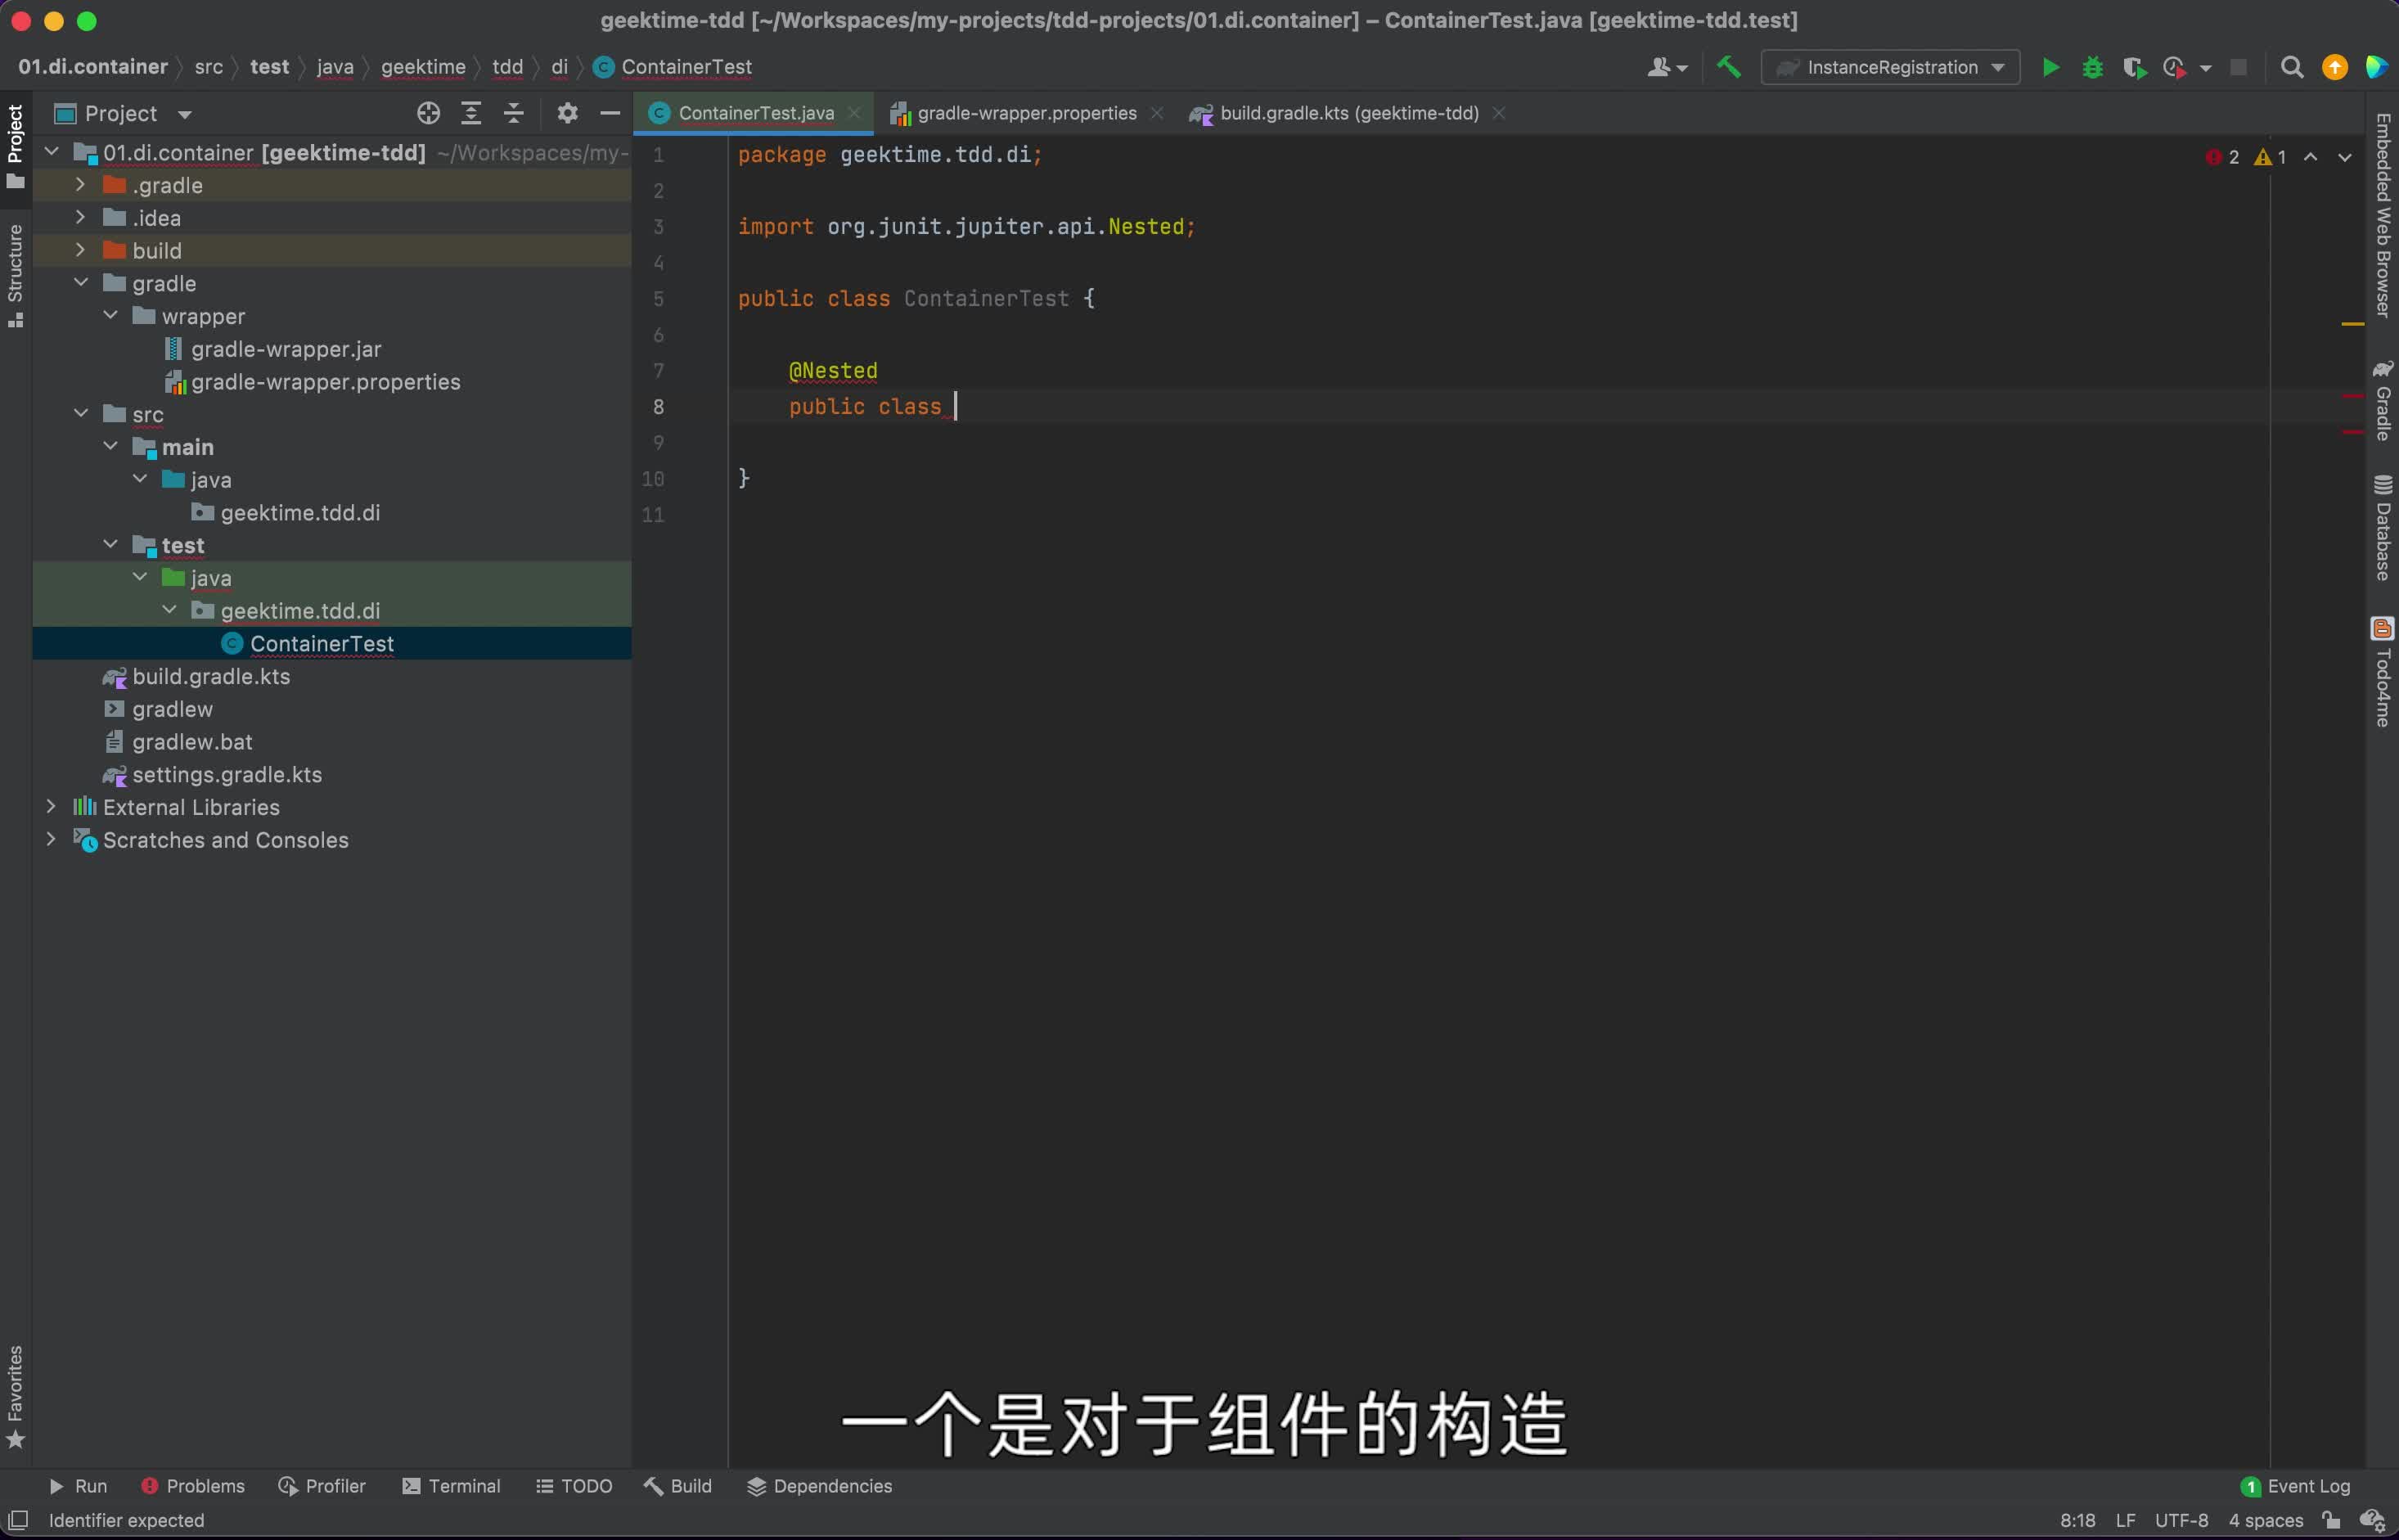 geektime-tdd [~/Workspaces/my-projects/tdd-projects/01.di.container] – ContainerTest.java [geektime-tdd.test]
01.di.container src test java geektime tdd di ContainerTest
InstanceRegistration
Project
ContainerTest.java
gradle-wrapper.properties
build.gradle.kts (geektime-tdd)
Project
Structure
Favorites
01.di.container [geektime-tdd] ~/Workspaces/my-
.gradle
.idea
build
gradle
wrapper
gradle-wrapper.jar
gradle-wrapper.properties
src
main
java
geektime.tdd.di
test
java
geektime.tdd.di
ContainerTest
build.gradle.kts
gradlew
gradlew.bat
settings.gradle.kts
External Libraries
Scratches and Consoles
1 package geektime.tdd.di;
2
3 import org.junit.jupiter.api.Nested;
4
5 public class ContainerTest {
6
7 @Nested
8 public class
9
10 }
11
2 1
Embedded Web Browser
Gradle
Database
Todo4me
一个是对于组件的构造
Run Problems Profiler Terminal TODO Build Dependencies
1 Event Log
Identifier expected
8:18 LF UTF-8 4 spaces